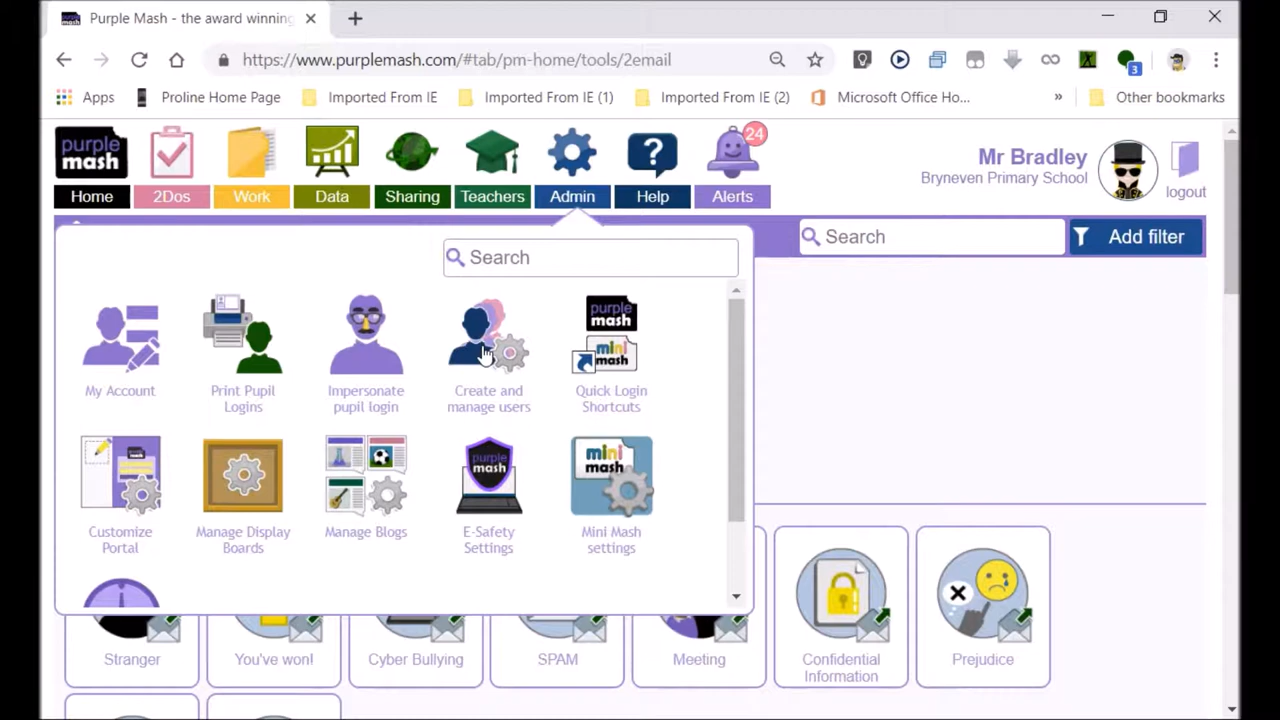 Purple Mash - the award winning
https://www.purplemash.com/#tab/pm-home/tools/2email
3
Apps
Proline Home Page
Imported From IE
Imported From IE (1)
Imported From IE (2)
Microsoft Office Ho...
»
Other bookmarks
purple
mash
?
24
Mr Bradley
Bryneven Primary School
logout
Home
2Dos
Work
Data
Sharing
Teachers
Admin
Help
Alerts
Search
Add filter
Search
purple
mash
mini
mash
My Account
Print Pupil
Logins
Impersonate
pupil login
Create and
manage users
Quick Login
Shortcuts
purple
mash
mini
mash
Customize
Portal
Manage Display
Boards
Manage Blogs
E-Safety
Settings
Mini Mash
settings
Stranger
You've won!
Cyber Bullying
SPAM
Meeting
Confidential
Information
Prejudice